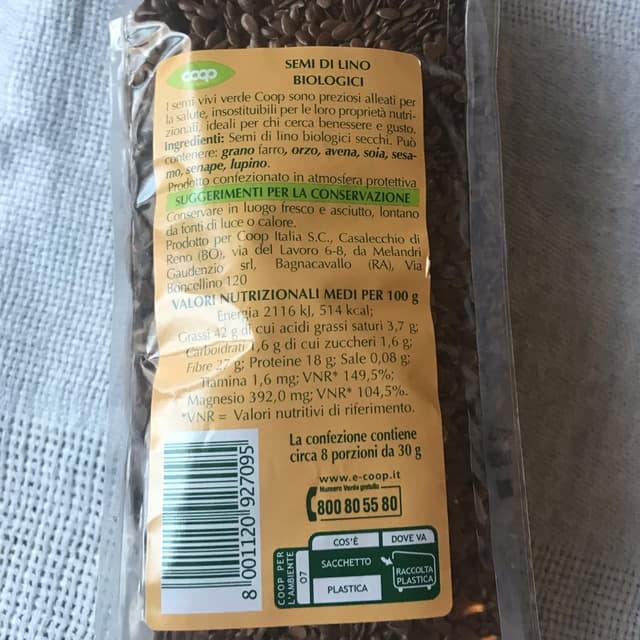 coop
SEMI DI LINO
BIOLOGICI
I semi vivi verde Coop sono preziosi alleati per
la salute, insostituibili per le loro proprietà nutri-
zionali, ideali per chi cerca benessere e gusto.
Ingredienti: Semi di lino biologici secchi. Può
contenere: grano farro, orzo, avena, soia, sesa-
mo, senape, lupino.
Prodotto confezionato in atmosfera protettiva
SUGGERIMENTI PER LA CONSERVAZIONE
Conservare in luogo fresco e asciutto, lontano
da fonti di luce o calore.
Prodotto per Coop Italia S.C., Casalecchio di
Reno (BO), via del Lavoro 6-8, da Melandri
Gaudenzio srl, Bagnacavallo (RA), Via
Boncellino 120
VALORI NUTRIZIONALI MEDI PER 100 g
Energia 2116 kJ, 514 kcal;
Grassi 42 g di cui acidi grassi saturi 3,7 g;
Carboidrati 1,6 g di cui zuccheri 1,6 g;
Fibre 27 g; Proteine 18 g; Sale 0,08 g;
Tiamina 1,6 mg; VNR* 149,5%;
Magnesio 392,0 mg; VNR* 104,5%.
*VNR = Valori nutritivi di riferimento.
La confezione contiene
circa 8 porzioni da 30 g
www.e-coop.it
Numero Verde gratuito
800 80 55 80
8 001120 927095
COOP PER
L'AMBIENTE
07
COS'È
DOVE VA
SACCHETTO
PLASTICA
RACCOLTA
PLASTICA